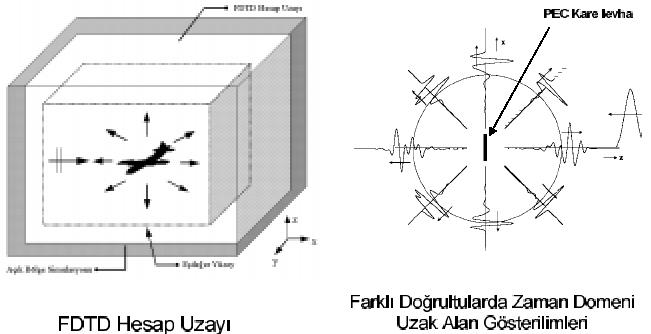 FDTD Hesap Uzayı
PEC Kare levha
x
z
z
x
y
Açık Bölge Simulasyonu
Eşdeğer Yüzey
FDTD Hesap Uzayı
Farklı Doğrultularda Zaman Domeni
Uzak Alan Gösterilimleri